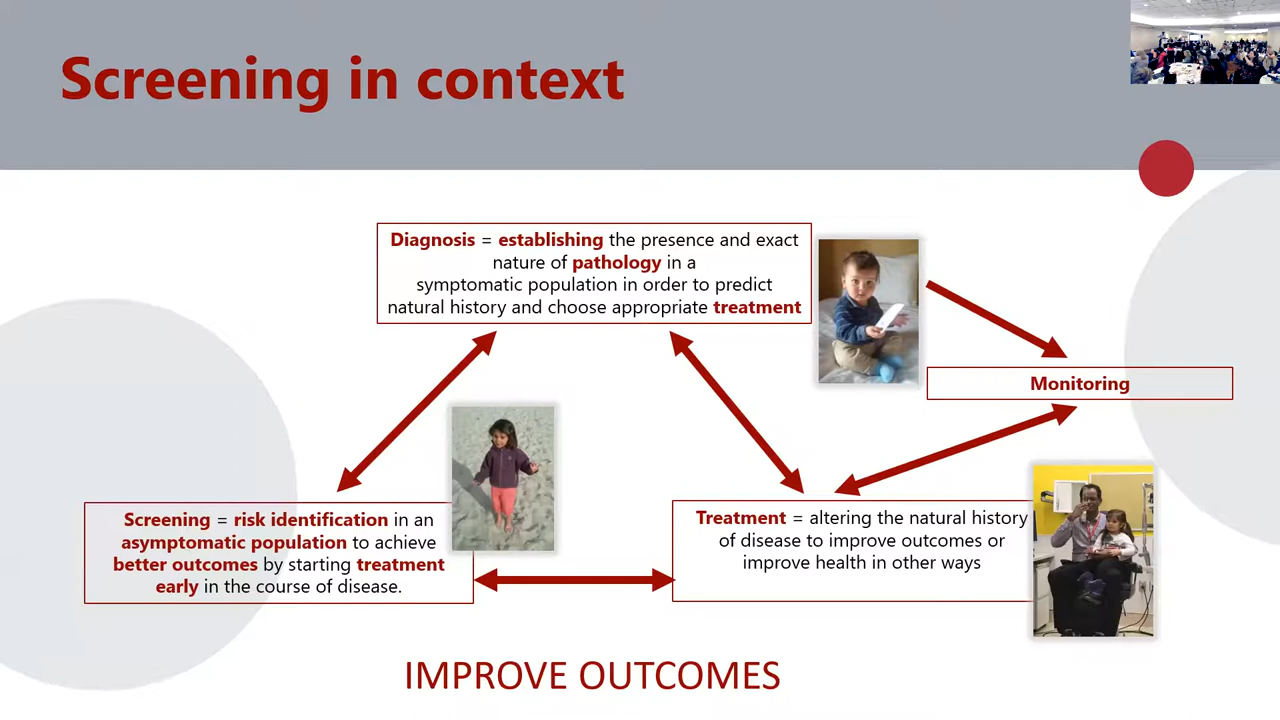 Screening in context
Diagnosis = establishing the presence and exact
nature of pathology in a
symptomatic population in order to predict
natural history and choose appropriate treatment
Monitoring
Screening = risk identification in an
asymptomatic population to achieve
better outcomes by starting treatment
early in the course of disease.
Treatment = altering the natural history
of disease to improve outcomes or
improve health in other ways
IMPROVE OUTCOMES